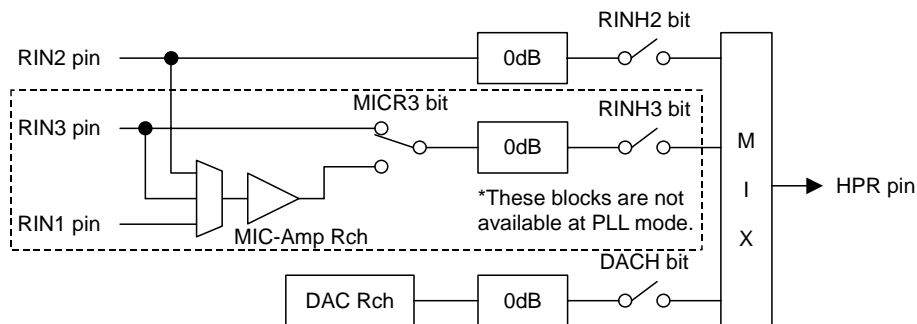 RINH2 bit
RIN2 pin
0dB
MICR3 bit
RINH3 bit
RIN3 pin
0dB
M
I
X
HPR pin
*These blocks are not
available at PLL mode.
RIN1 pin
MIC-Amp Rch
DACH bit
DAC Rch
0dB